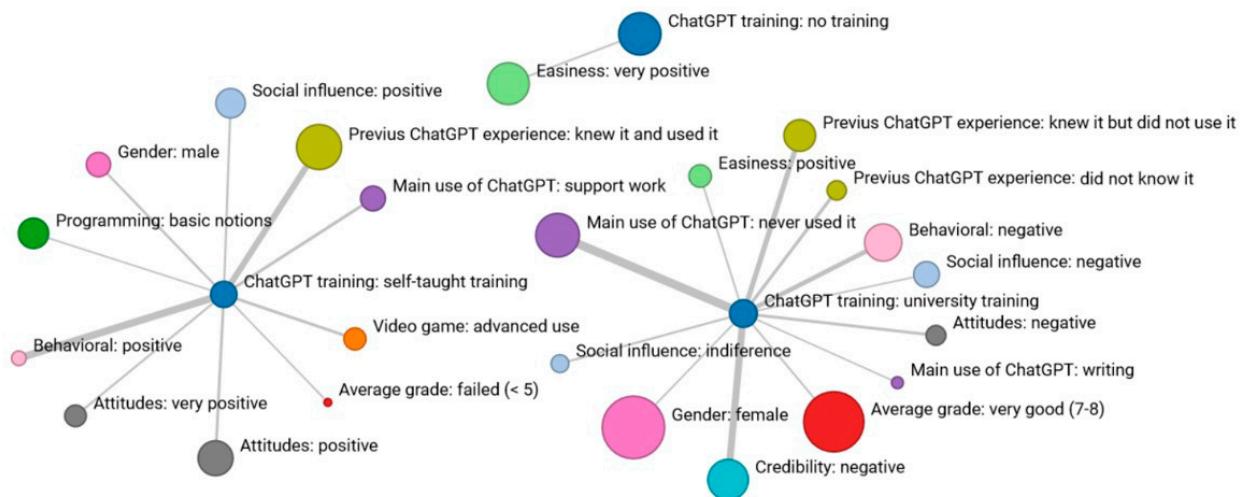 ChatGPT training: no training
Easiness: very positive
Social influence: positive
Previus ChatGPT experience: knew it and used it
Gender: male
Main use of ChatGPT: support work
Programming: basic notions
ChatGPT training: self-taught training
Video game: advanced use
Behavioral: positive
Average grade: failed (< 5)
Attitudes: very positive
Attitudes: positive
Previus ChatGPT experience: knew it but did not use it
Easiness: positive
Previus ChatGPT experience: did not know it
Main use of ChatGPT: never used it
Behavioral: negative
Social influence: negative
ChatGPT training: university training
Attitudes: negative
Social influence: indiference
Main use of ChatGPT: writing
Gender: female
Average grade: very good (7-8)
Credibility: negative